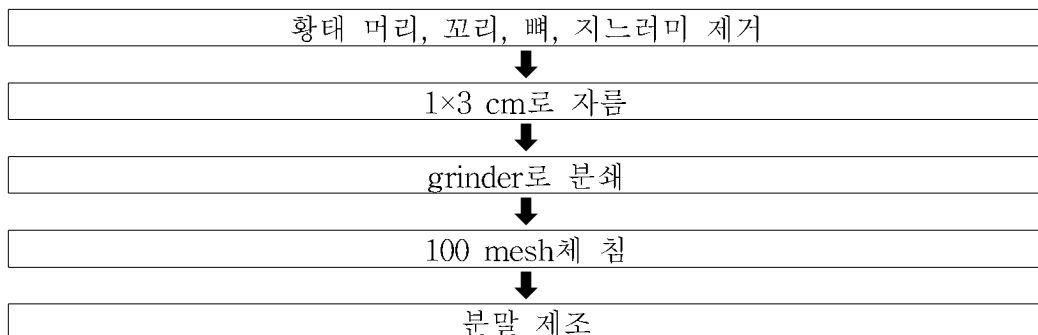 황태 머리, 꼬리, 뼈, 지느러미 제거
1×3 cm로 자름
grinder로 분쇄
100 mesh체 침
분말 제조